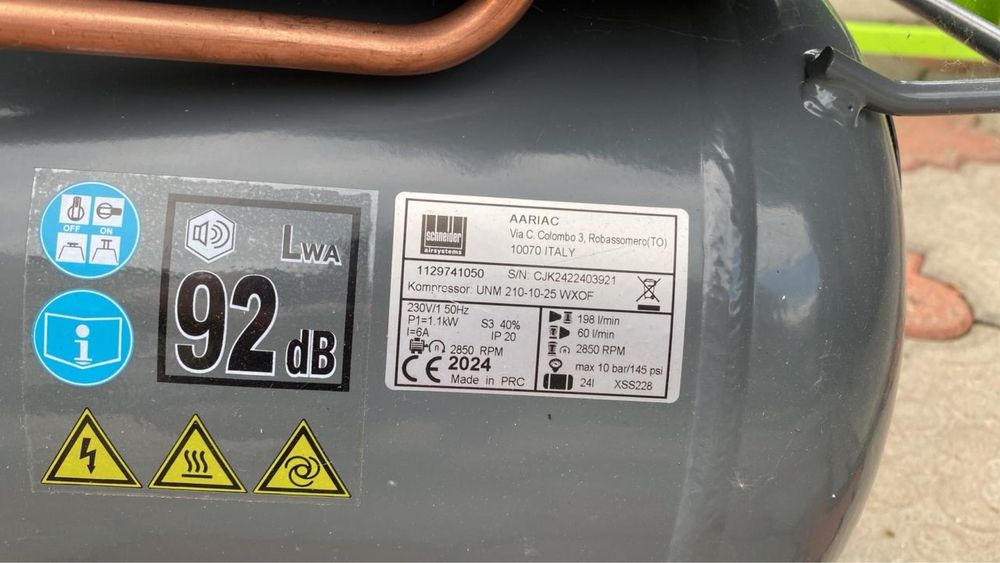 OFF ON
LWA
92 dB
schneider
airsystems
AARIAC
Via C. Colombo 3, Robassomero(TO)
10070 ITALY
1129741050 S/N: CJK2422403921
Kompressor: UNM 210-10-25 WXOF
230V/1 50Hz
P1=1.1kW S3 40%
I=6A IP 20
2850 RPM
CE 2024
Made in PRC
198 l/min
60 l/min
2850 RPM
max 10 bar/145 psi
24l XSS228